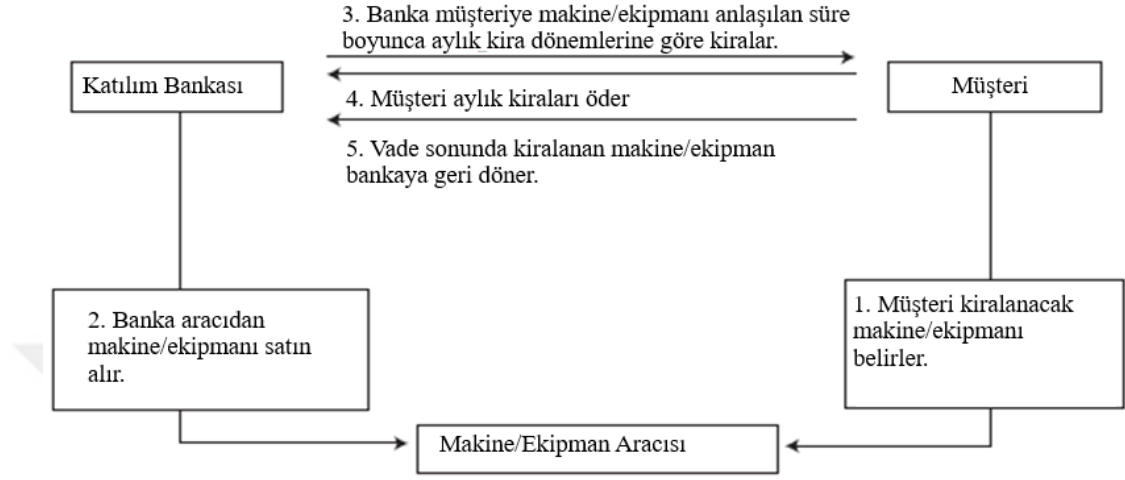 3. Banka müşteriye makine/ekipmanı anlaşılan süre
boyunca aylık kira dönemlerine göre kiralar.
Katılım Bankası
Müşteri
4. Müşteri aylık kiraları öder
5. Vade sonunda kiralanan makine/ekipman
bankaya geri döner.
2. Banka aracıdan
makine/ekipmanı satın
alır.
1. Müşteri kiralanacak
makine/ekipmanı
belirler.
Makine/Ekipman Aracısı